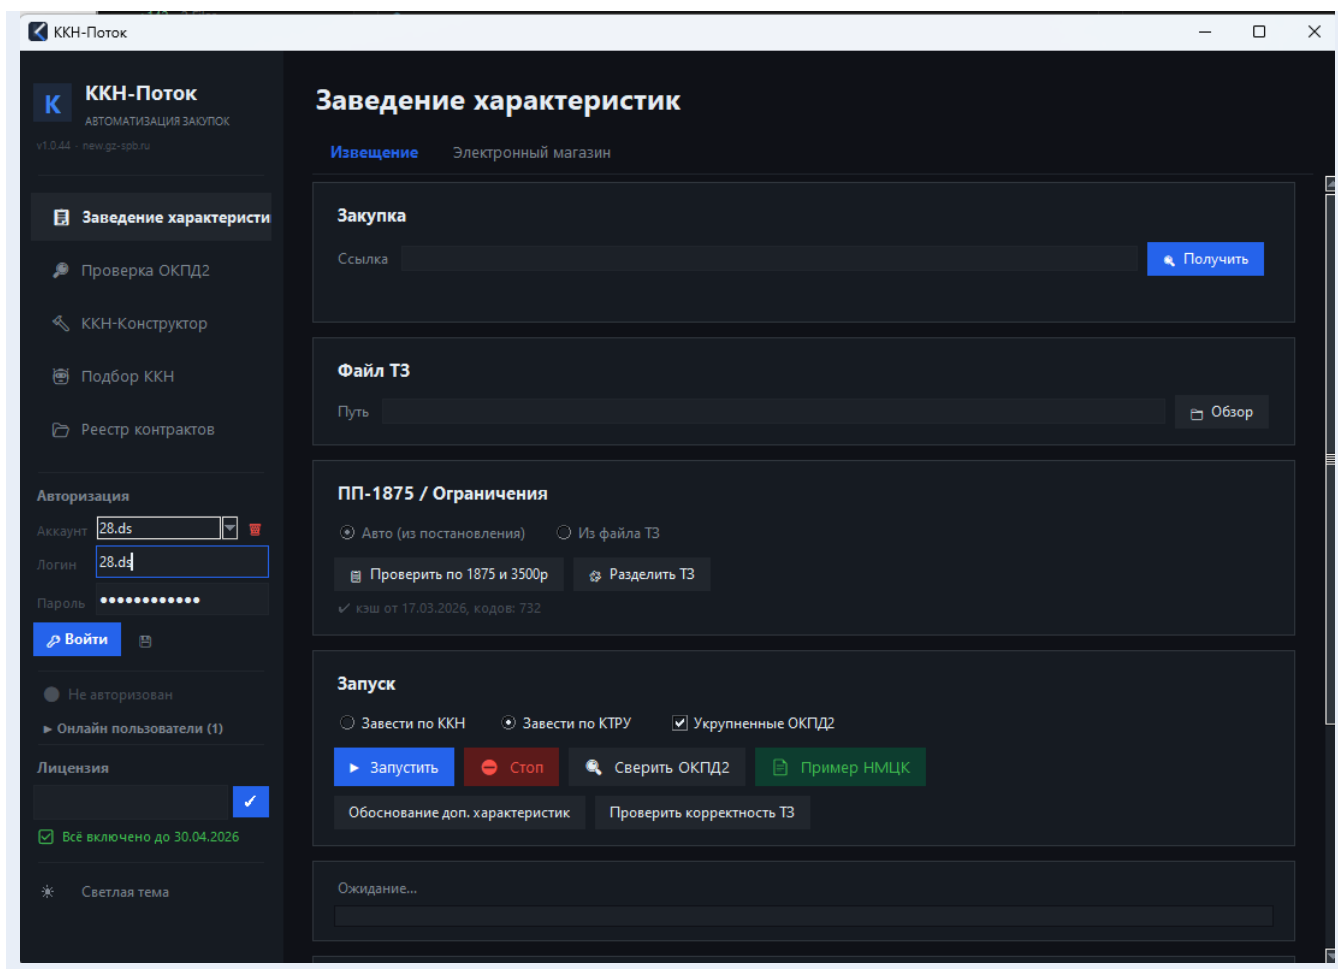 ККН-Поток
К
ККН-Поток
АВТОМАТИЗАЦИЯ ЗАКУПОК
v1.0.44 · new.gz-spb.ru
Заведение характеристи
Проверка ОКПД2
ККН-Конструктор
Подбор ККН
Реестр контрактов
Авторизация
Аккаунт 28.ds
Логин 28.ds
Пароль ••••••••••••
Войти
Не авторизован
► Онлайн пользователи (1)
Лицензия
✓
Всё включено до 30.04.2026
Светлая тема
Заведение характеристик
Извещение Электронный магазин
Закупка
Ссылка Получить
Файл ТЗ
Путь Обзор
ПП-1875 / Ограничения
Авто (из постановления) Из файла ТЗ
Проверить по 1875 и 3500р Разделить ТЗ
✓ кэш от 17.03.2026, кодов: 732
Запуск
Завести по ККН Завести по КТРУ Укрупненные ОКПД2
► Запустить Стоп Сверить ОКПД2 Пример НМЦК
Обоснование доп. характеристик Проверить корректность ТЗ
Ожидание...